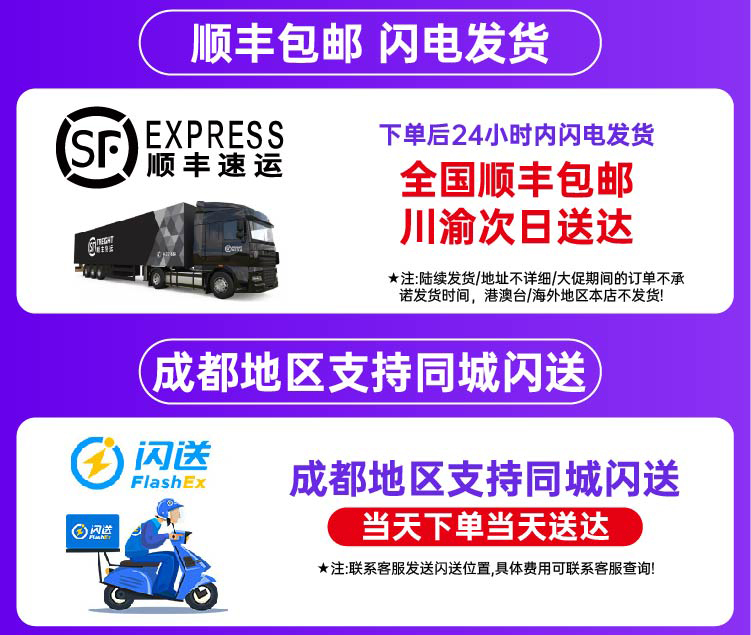 顺丰包邮 闪电发货
SF EXPRESS
顺丰速运
下单后24小时内闪电发货
全国顺丰包邮
川渝次日送达
SF FREIGHT
★注:陆续发货/地址不详细/大促期间的订单不承
诺发货时间，港澳台/海外地区本店不发货!
成都地区支持同城闪送
闪送
FlashEx
成都地区支持同城闪送
当天下单当天送达
闪送
FlashEx
★注:联系客服发送闪送位置,具体费用可联系客服查询!